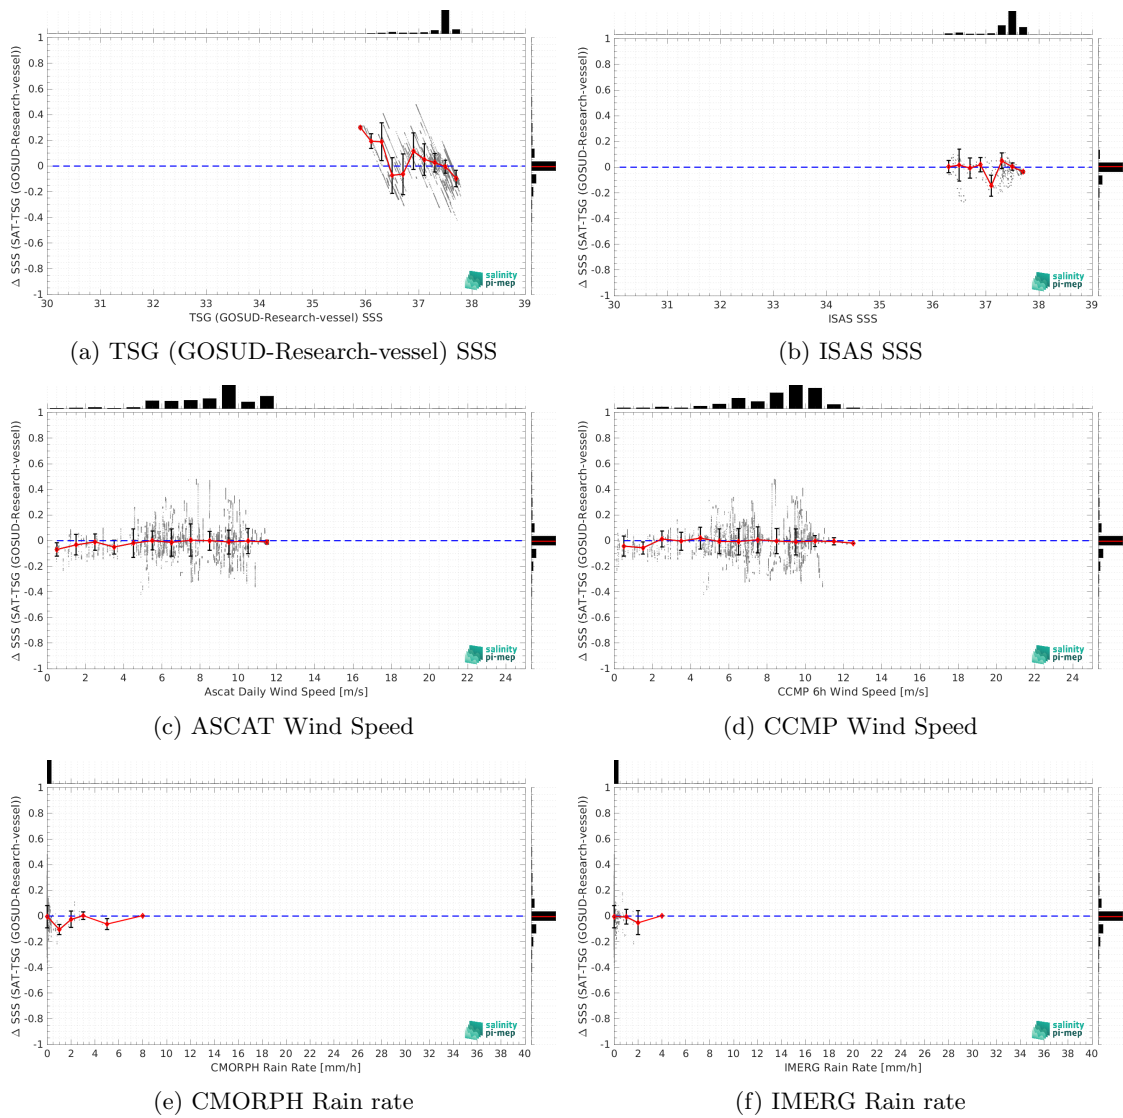 1
0.8
0.6
0.4
0.2
0
-0.2
-0.4
-0.6
-0.8
-1
Δ SSS (SAT-TSG (GOSUD-Research-vessel))
30 31 32 33 34 35 36 37 38 39
TSG (GOSUD-Research-vessel) SSS
salinity
pi-mep
(a) TSG (GOSUD-Research-vessel) SSS
1
0.8
0.6
0.4
0.2
0
-0.2
-0.4
-0.6
-0.8
-1
Δ SSS (SAT-TSG (GOSUD-Research-vessel))
30 31 32 33 34 35 36 37 38 39
ISAS SSS
salinity
pi-mep
(b) ISAS SSS
1
0.8
0.6
0.4
0.2
0
-0.2
-0.4
-0.6
-0.8
-1
Δ SSS (SAT-TSG (GOSUD-Research-vessel))
0 2 4 6 8 10 12 14 16 18 20 22 24
Ascat Daily Wind Speed [m/s]
salinity
pi-mep
(c) ASCAT Wind Speed
1
0.8
0.6
0.4
0.2
0
-0.2
-0.4
-0.6
-0.8
-1
Δ SSS (SAT-TSG (GOSUD-Research-vessel))
0 2 4 6 8 10 12 14 16 18 20 22 24
CCMP 6h Wind Speed [m/s]
salinity
pi-mep
(d) CCMP Wind Speed
1
0.8
0.6
0.4
0.2
0
-0.2
-0.4
-0.6
-0.8
-1
Δ SSS (SAT-TSG (GOSUD-Research-vessel))
0 2 4 6 8 10 12 14 16 18 20 22 24 26 28 30 32 34 36 38 40
CMORPH Rain Rate [mm/h]
salinity
pi-mep
(e) CMORPH Rain rate
1
0.8
0.6
0.4
0.2
0
-0.2
-0.4
-0.6
-0.8
-1
Δ SSS (SAT-TSG (GOSUD-Research-vessel))
0 2 4 6 8 10 12 14 16 18 20 22 24 26 28 30 32 34 36 38 40
IMERG Rain Rate [mm/h]
salinity
pi-mep
(f) IMERG Rain rate